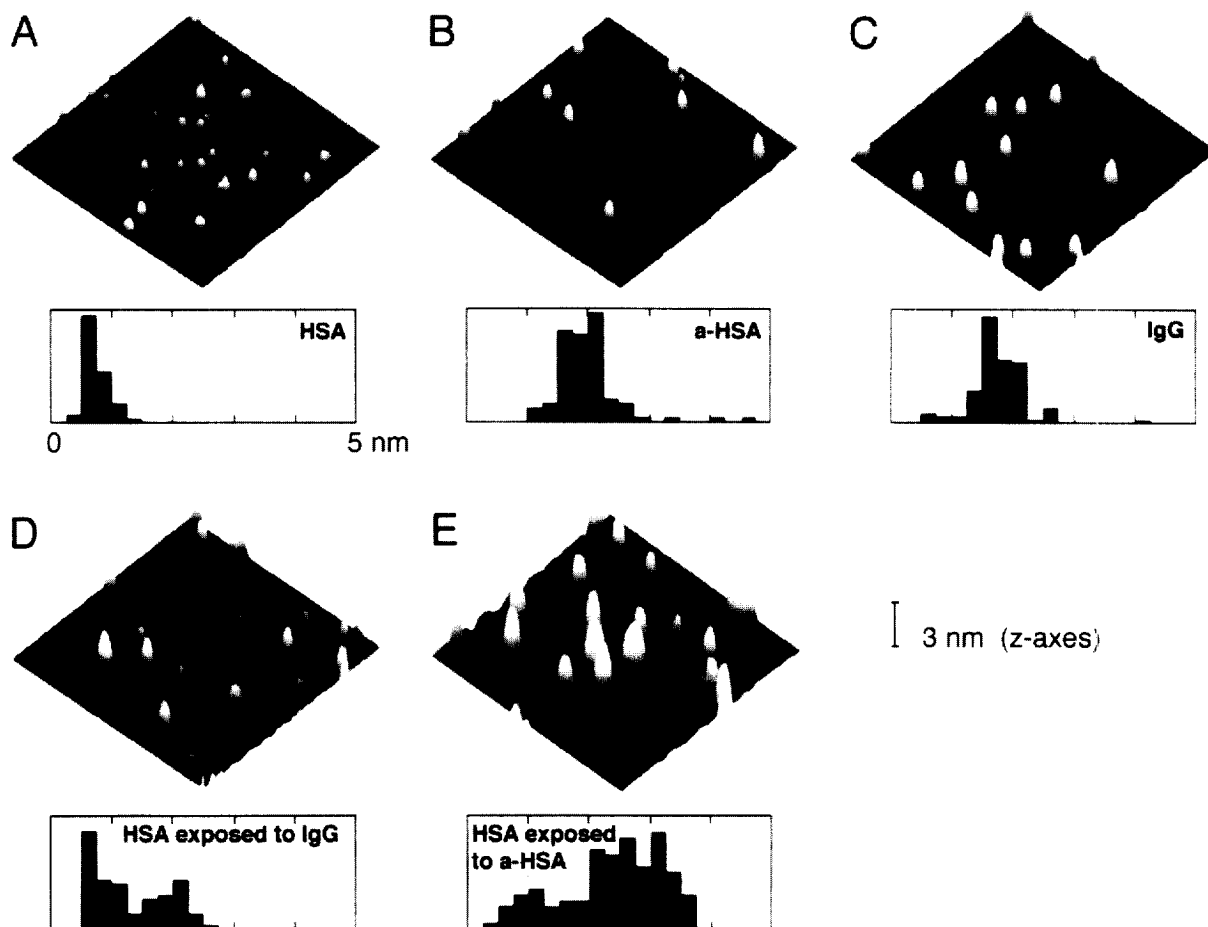 A
B
C
HSA
a-HSA
IgG
0
5 nm
D
E
3 nm (z-axes)
HSA exposed to IgG
HSA exposed
to a-HSA